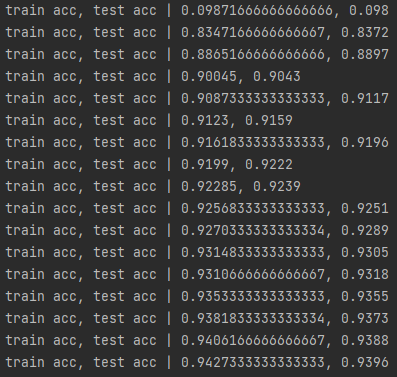 train acc, test acc | 0.09871666666666666, 0.098
train acc, test acc | 0.8347166666666667, 0.8372
train acc, test acc | 0.8865166666666666, 0.8897
train acc, test acc | 0.90045, 0.9043
train acc, test acc | 0.9087333333333333, 0.9117
train acc, test acc | 0.9123, 0.9159
train acc, test acc | 0.9161833333333333, 0.9196
train acc, test acc | 0.9199, 0.9222
train acc, test acc | 0.92285, 0.9239
train acc, test acc | 0.9256833333333333, 0.9251
train acc, test acc | 0.9270333333333334, 0.9289
train acc, test acc | 0.9314833333333333, 0.9305
train acc, test acc | 0.9310666666666667, 0.9318
train acc, test acc | 0.9353333333333333, 0.9355
train acc, test acc | 0.9381833333333334, 0.9373
train acc, test acc | 0.9406166666666667, 0.9388
train acc, test acc | 0.9427333333333333, 0.9396